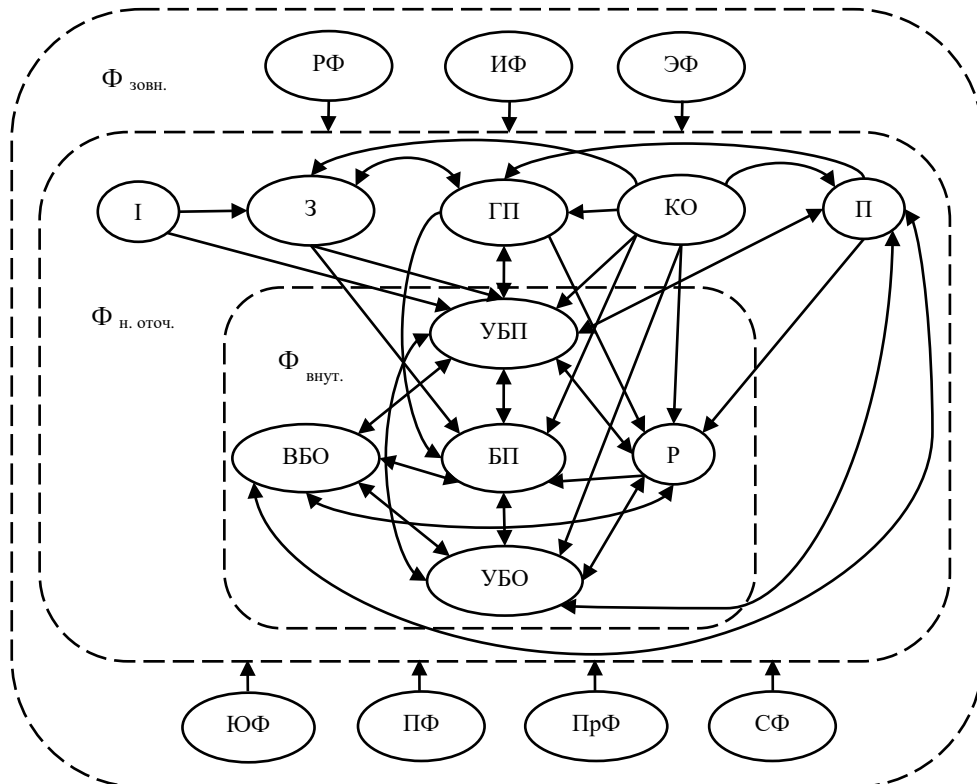 РФ
ИФ
ЭФ
Ф зовн.
І
З
ГП
КО
П
Ф н. оточ.
УБП
Ф внут.
ВБО
БП
Р
УБО
ЮФ
ПФ
ПрФ
СФ